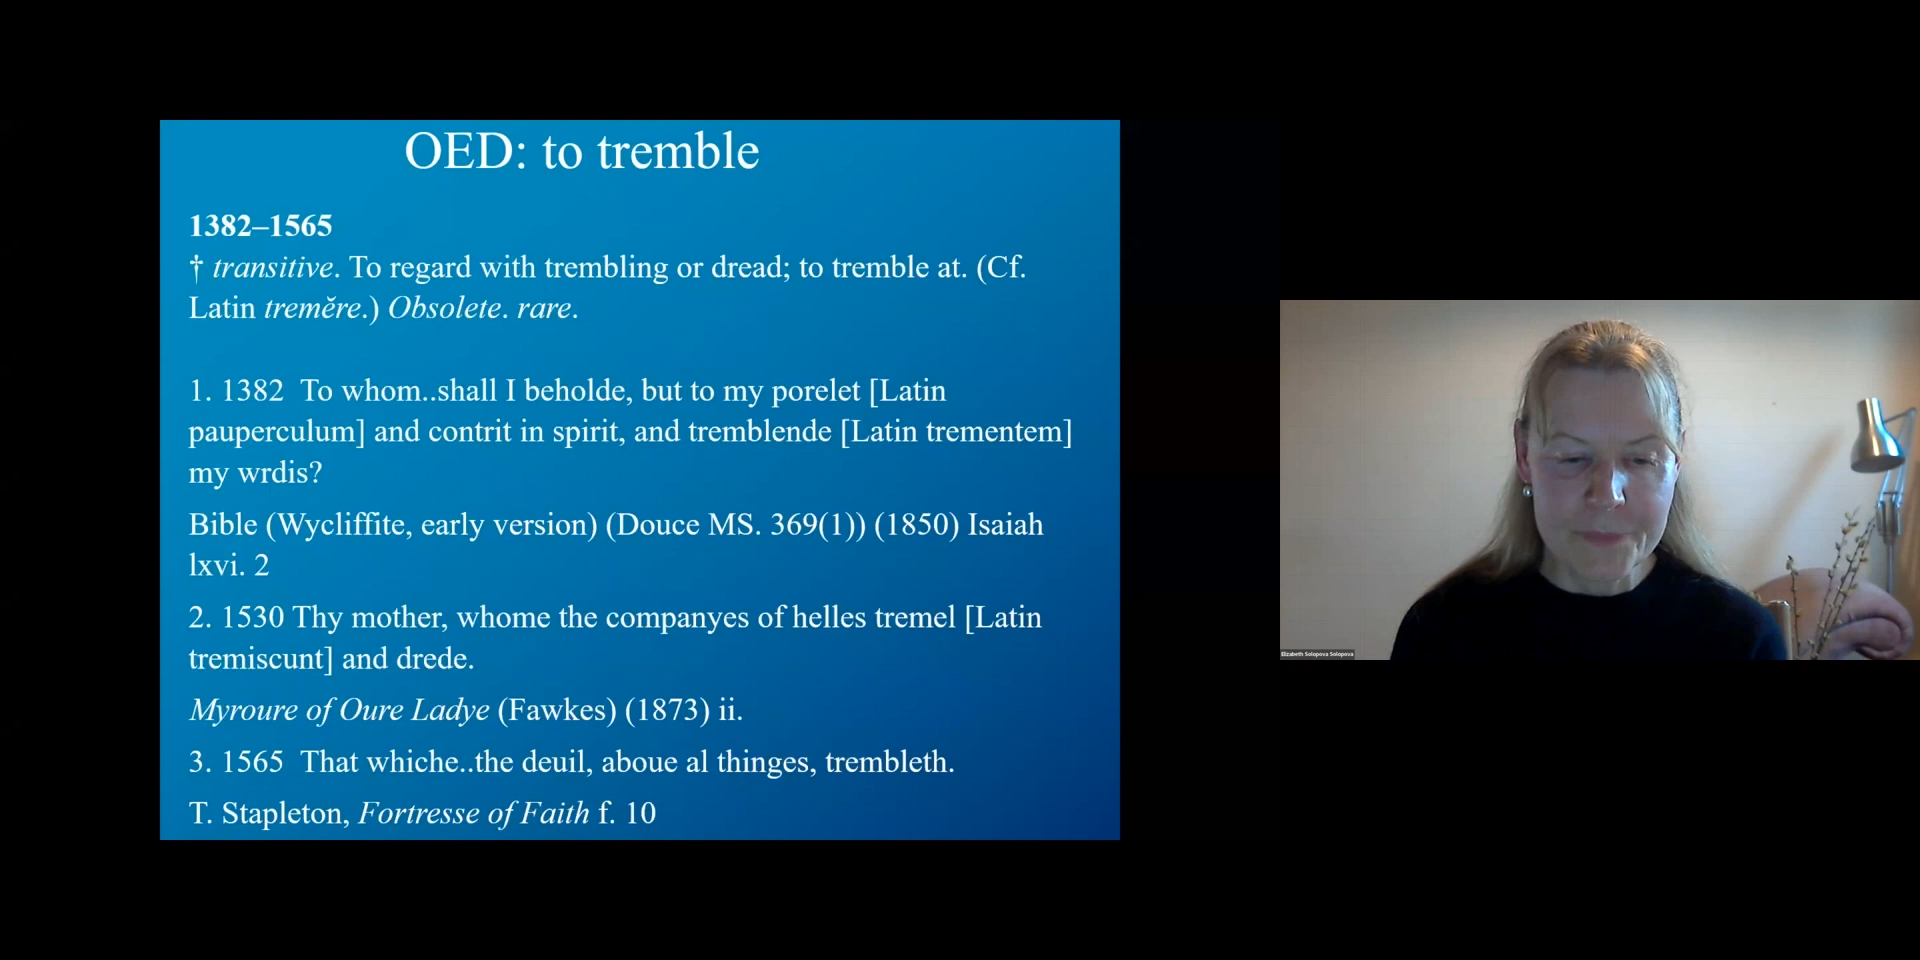 OED: to tremble
1382–1565
† transitive. To regard with trembling or dread; to tremble at. (Cf.
Latin tremĕre.) Obsolete. rare.
1. 1382  To whom..shall I beholde, but to my porelet [Latin
pauperculum] and contrit in spirit, and tremblende [Latin trementem]
my wrdis?
Bible (Wycliffite, early version) (Douce MS. 369(1)) (1850) Isaiah
lxvi. 2
2. 1530 Thy mother, whome the companyes of helles tremel [Latin
tremiscunt] and drede.
Myroure of Oure Ladye (Fawkes) (1873) ii.
3. 1565  That whiche..the deuil, aboue al thinges, trembleth.
T. Stapleton, Fortresse of Faith f. 10
Elizabeth Solopova Solopova